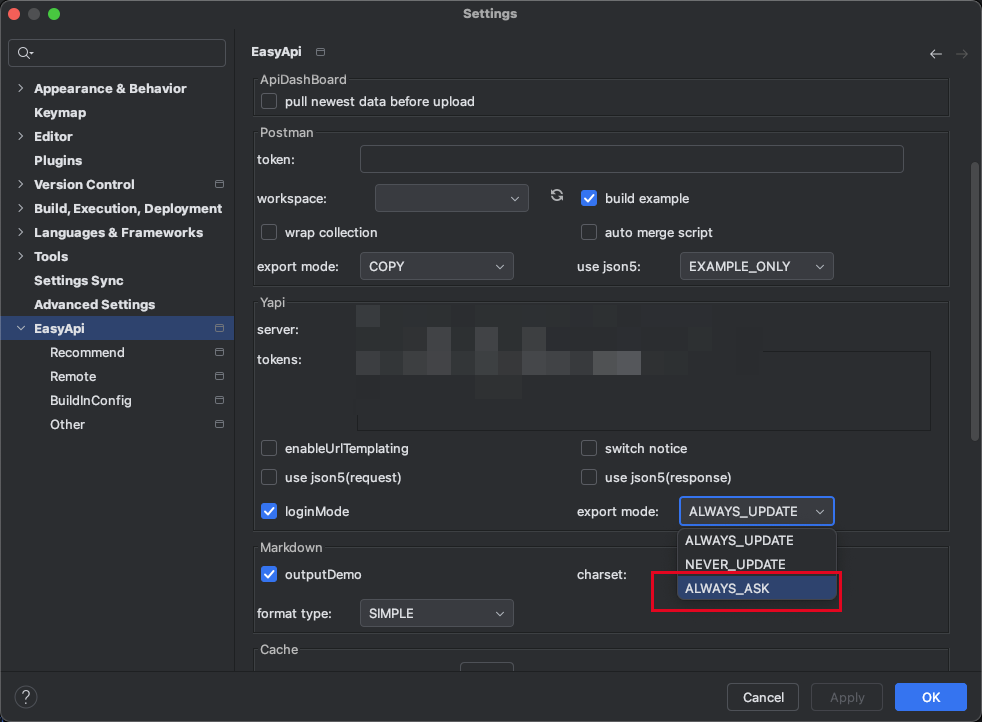 Settings
EasyApi
Appearance & Behavior
Keymap
Editor
Plugins
Version Control
Build, Execution, Deployment
Languages & Frameworks
Tools
Settings Sync
Advanced Settings
EasyApi
Recommend
Remote
BuildInConfig
Other
ApiDashBoard
pull newest data before upload
Postman
token:
workspace:
build example
wrap collection
auto merge script
export mode:
COPY
use json5:
EXAMPLE_ONLY
Yapi
server:
tokens:
enableUrlTemplating
switch notice
use json5(request)
use json5(response)
loginMode
export mode:
ALWAYS_UPDATE
ALWAYS_UPDATE
NEVER_UPDATE
ALWAYS_ASK
Markdown
outputDemo
charset:
format type:
SIMPLE
Cache
?
Cancel
Apply
OK